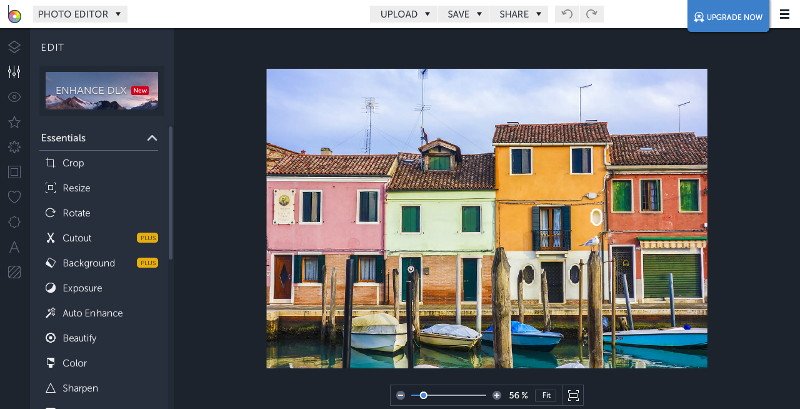 PHOTO EDITOR
UPLOAD
SAVE
SHARE
UPGRADE NOW
EDIT
ENHANCE DLX New
Essentials
Crop
Resize
Rotate
Cutout PLUS
Background PLUS
Exposure
Auto Enhance
Beautify
Color
Sharpen
56 %
Fit